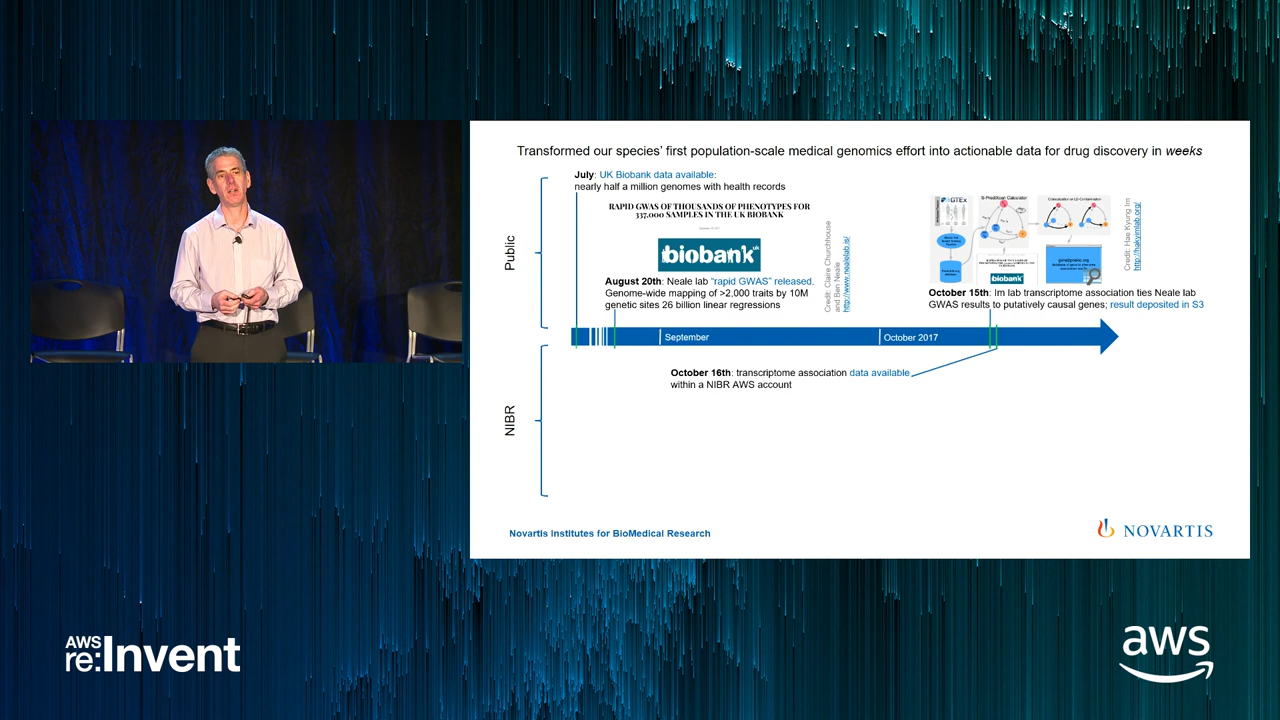 Transformed our species' first population-scale medical genomics effort into actionable data for drug discovery in weeks
Public
July: UK Biobank data available:
nearly half a million genomes with health records
RAPID GWAS OF THOUSANDS OF PHENOTYPES FOR
337,000 SAMPLES IN THE UK BIOBANK
biobank uk
August 20th: Neale lab "rapid GWAS" released.
Genome-wide mapping of >2,000 traits by 10M
genetic sites 26 billion linear regressions
Credit: Claire Churchhouse
and Ben Neale
http://www.nealelab.is/
GTEx
S-PrediXcan Calculator
biobank
Credit: Hae Kyung Im
http://hakyimlab.org/
October 15th: Im lab transcriptome association ties Neale lab
GWAS results to putatively causal genes; result deposited in S3
September
October 2017
NIBR
October 16th: transcriptome association data available
within a NIBR AWS account
Novartis Institutes for BioMedical Research
NOVARTIS
AWS
re:Invent
aws